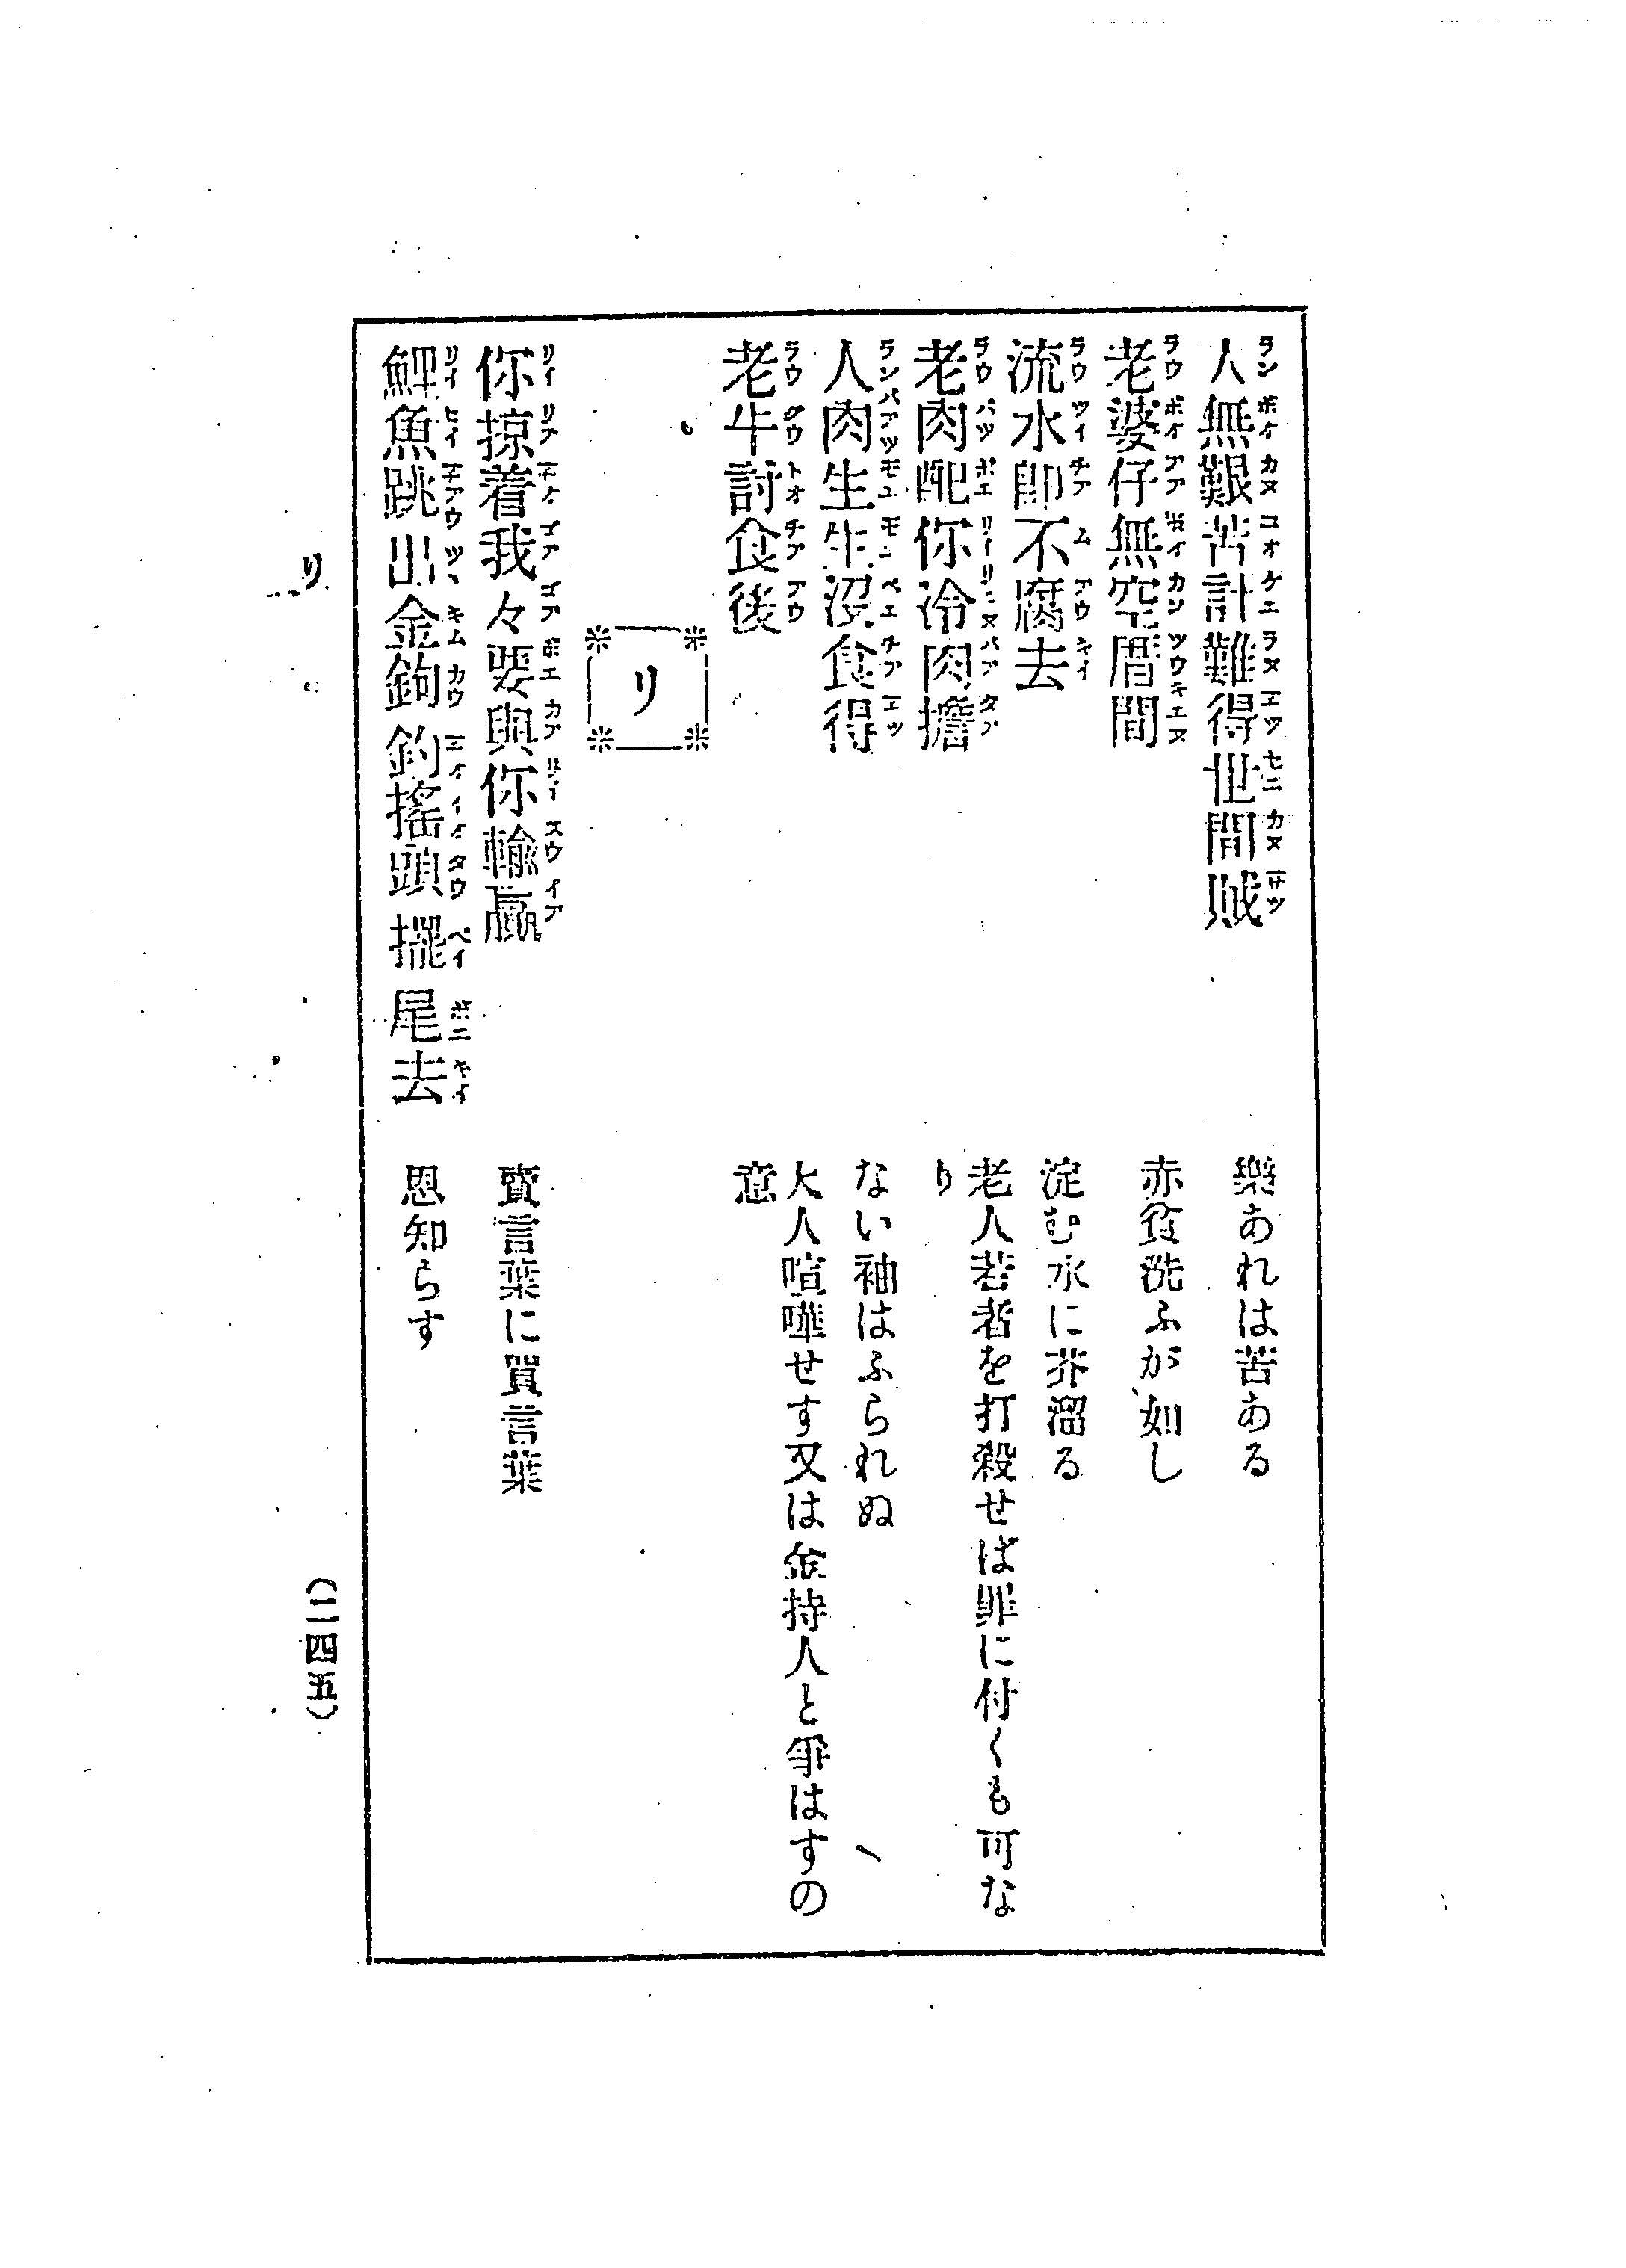 人無艱苦計難得世間賊
樂あれは苦ある
老婆仔無空厝間
赤貧洗ふが如し
流水即不腐去
淀む水に芥溜る
老肉配你冷肉擔
老人若者を打殺せば罪に付くも可な
り
人肉生生沒食得
ない袖はふられぬ
老牛討食後
大人喧嘩せす又は金持人と爭はすの
意
リ
你掠着我々要與你輸贏
賣言葉に買言葉
鯉魚跳出金鉤釣搖頭擺尾去
恩知らす
リ
(二四五)